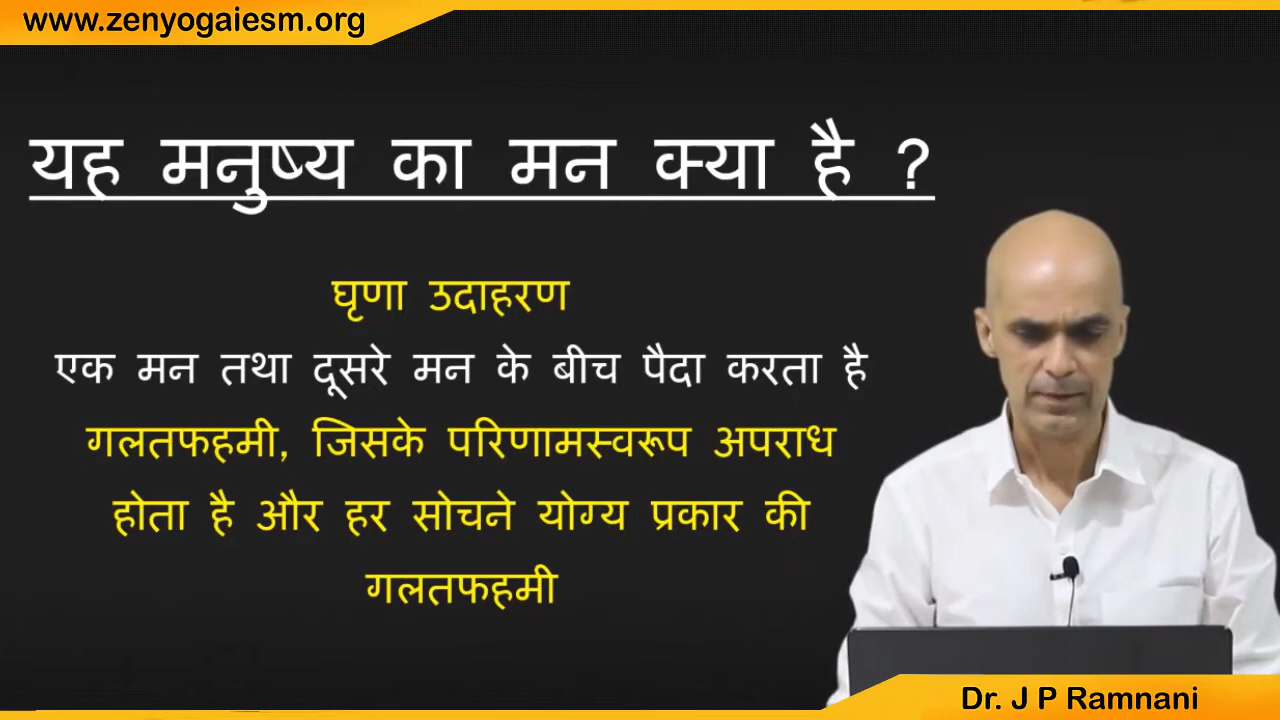 www.zenyogaiesm.org
यह मनुष्य का मन क्या है ?
घृणा उदाहरण
एक मन तथा दूसरे मन के बीच पैदा करता है
गलतफहमी, जिसके परिणामस्वरूप अपराध
होता है और हर सोचने योग्य प्रकार की
गलतफहमी
Dr. J P Ramnani